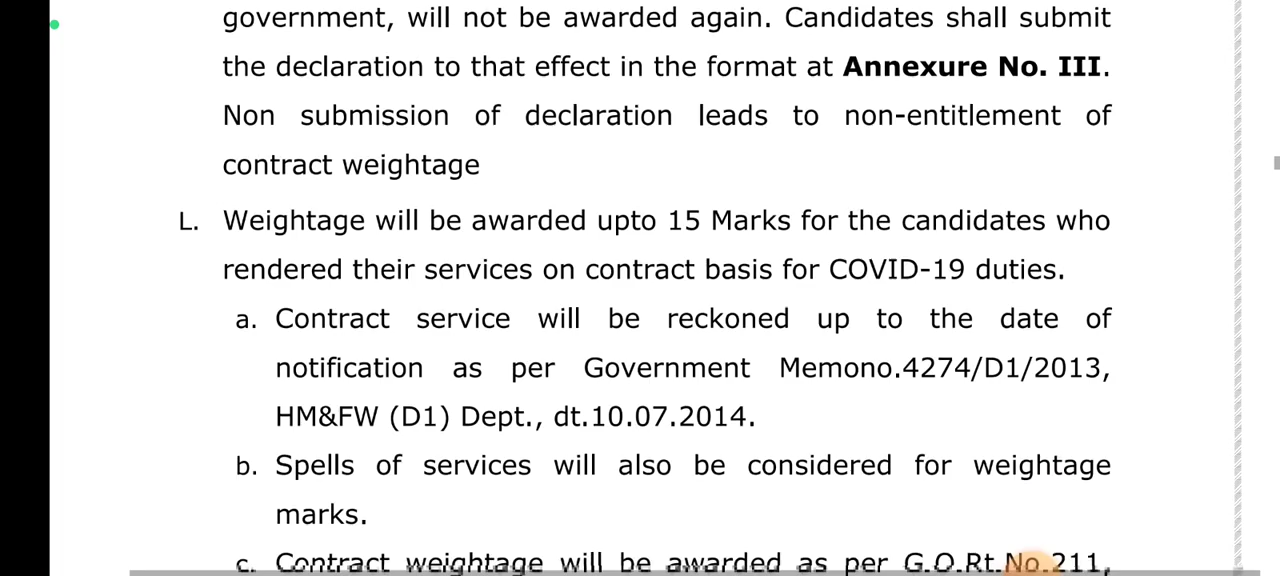 government, will not be awarded again. Candidates shall submit
the declaration to that effect in the format at Annexure No. III.
Non submission of declaration leads to non-entitlement of
contract weightage
L. Weightage will be awarded upto 15 Marks for the candidates who
rendered their services on contract basis for COVID-19 duties.
a. Contract service will be reckoned up to the date of
notification as per Government Memono.4274/D1/2013,
HM&FW (D1) Dept., dt.10.07.2014.
b. Spells of services will also be considered for weightage
marks.
c. Contract weightage will be awarded as per G.O.Rt.No.211,